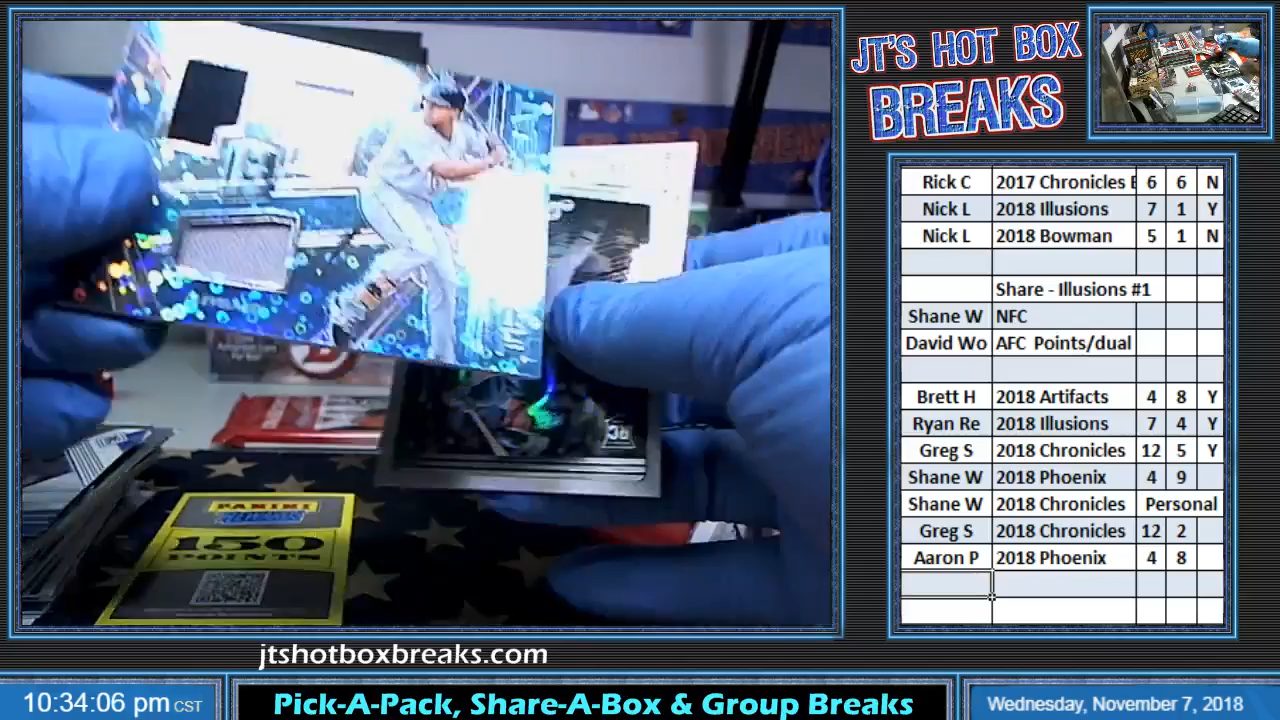 JT'S HOT BOX
BREAKS
Rick C 2017 Chronicles E 6 6 N
Nick L 2018 Illusions 7 1 Y
Nick L 2018 Bowman 5 1 N
Share - Illusions #1
Shane W NFC
David Wo AFC Points/dual
Brett H 2018 Artifacts 4 8 Y
Ryan Re 2018 Illusions 7 4 Y
Greg S 2018 Chronicles 12 5 Y
Shane W 2018 Phoenix 4 9
Shane W 2018 Chronicles Personal
Greg S 2018 Chronicles 12 2
Aaron P 2018 Phoenix 4 8
PANINI
REWARDS
150
POINTS
jtshotboxbreaks.com
10:34:06 pm CST
Pick-A-Pack, Share-A-Box & Group Breaks
Wednesday, November 7, 2018